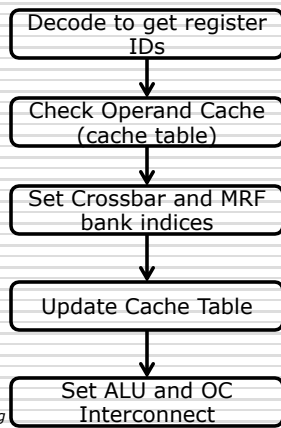 Decode to get register
IDs
Check Operand Cache
(cache table)
Set Crossbar and MRF
bank indices
Update Cache Table
Set ALU and OC
Interconnect